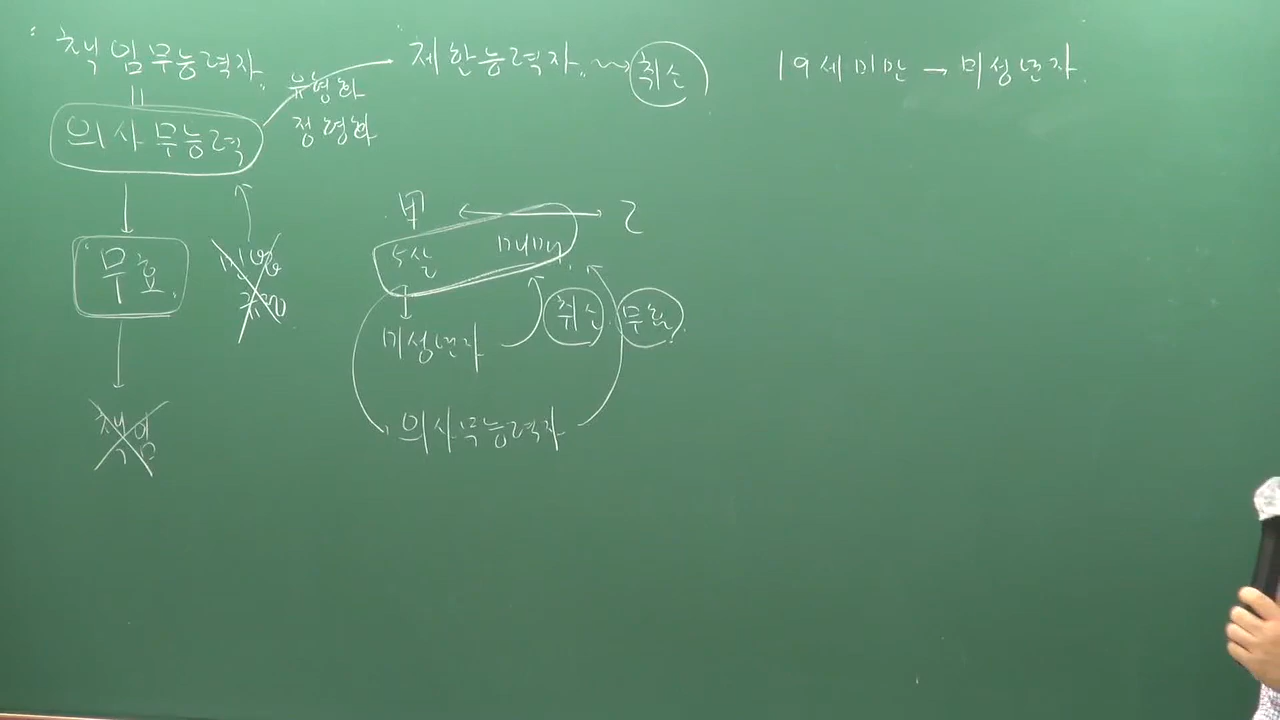 책임무능력자
||
의사무능력
유형화
정형화
제한능력자
취소
무효
책임
甲
乙
5살 매매
미성년자
취소
무효
의사무능력자
19세미만 → 미성년자